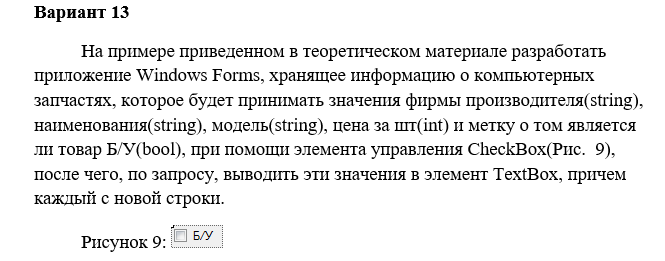 Вариант 13
На примере приведенном в теоретическом материале разработать
приложение Windows Forms, хранящее информацию о компьютерных
запчастях, которое будет принимать значения фирмы производителя(string),
наименования(string), модель(string), цена за шт(int) и метку о том является
ли товар Б/У(bool), при помощи элемента управления CheckBox(Рис. 9),
после чего, по запросу, выводить эти значения в элемент TextBox, причем
каждый с новой строки.
Рисунок 9: Б/У